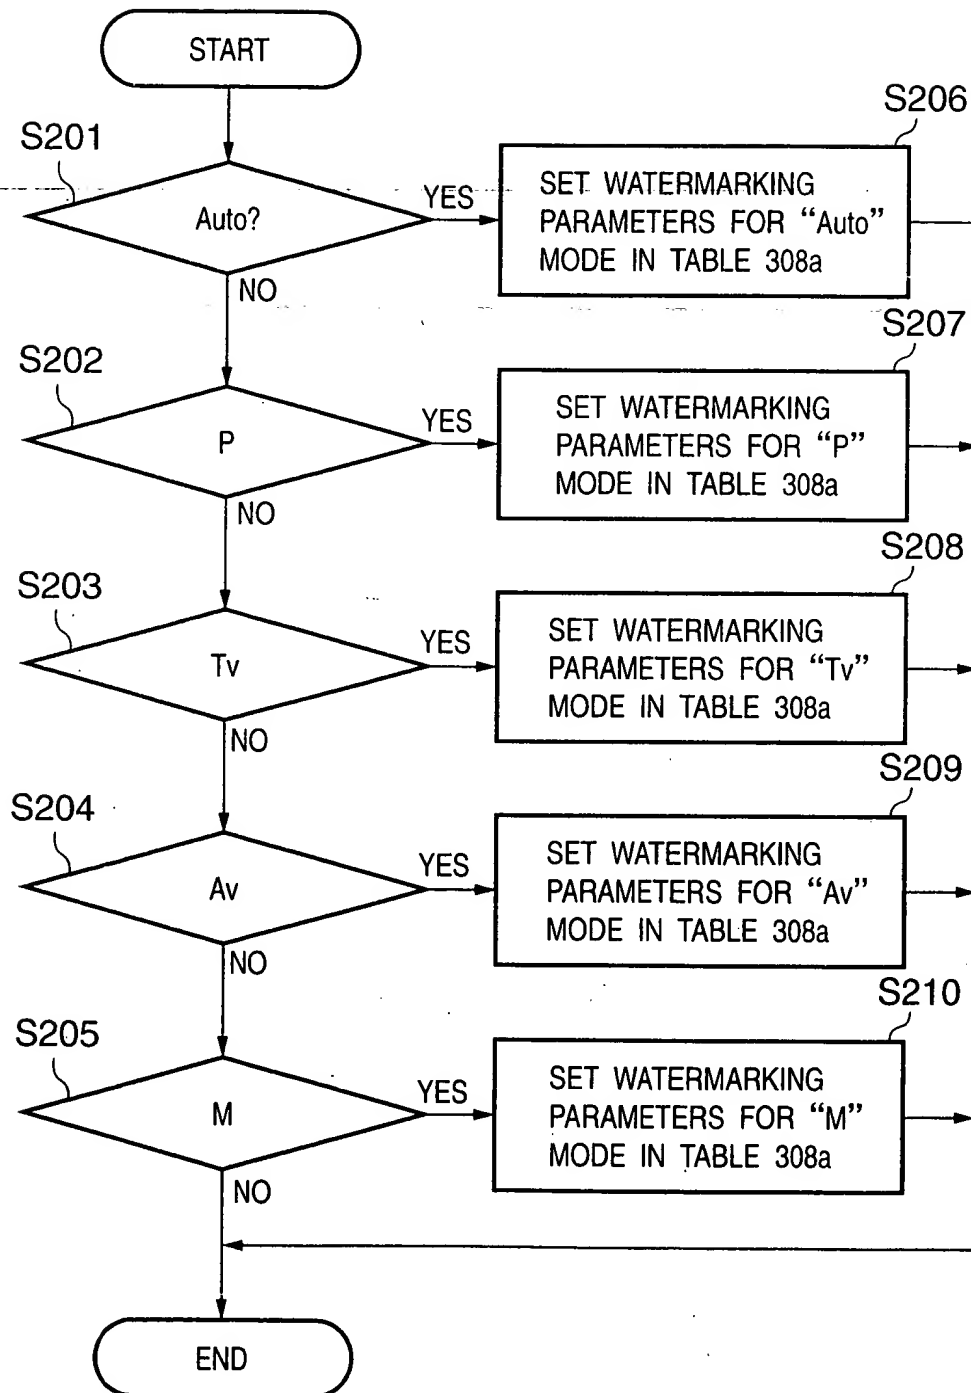 START
S201
Auto?
YES
NO
S206
SET WATERMARKING
PARAMETERS FOR “Auto”
MODE IN TABLE 308a
S202
P
YES
NO
S207
SET WATERMARKING
PARAMETERS FOR “P”
MODE IN TABLE 308a
S203
Tv
YES
NO
S208
SET WATERMARKING
PARAMETERS FOR “Tv”
MODE IN TABLE 308a
S204
Av
YES
NO
S209
SET WATERMARKING
PARAMETERS FOR “Av”
MODE IN TABLE 308a
S205
M
YES
NO
S210
SET WATERMARKING
PARAMETERS FOR “M”
MODE IN TABLE 308a
END